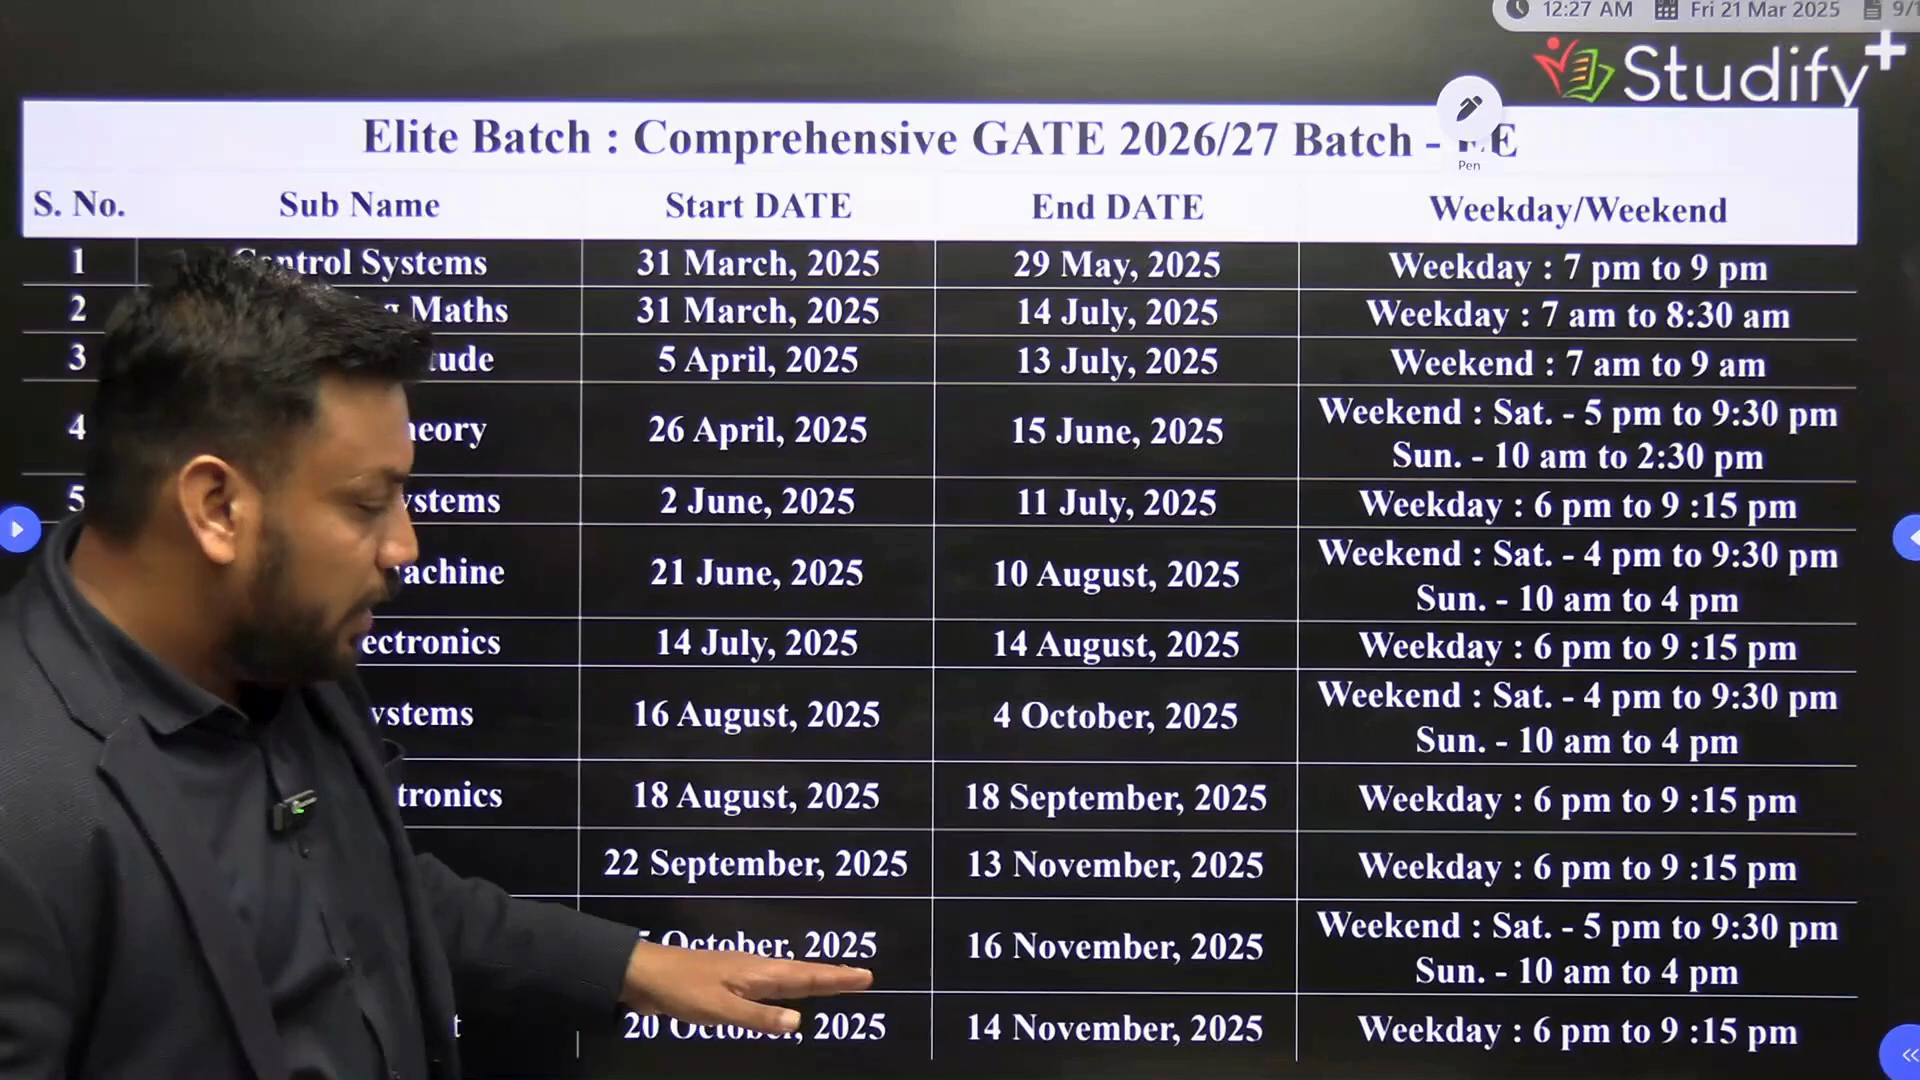 12:27 AM Fri 21 Mar 2025 9/1
Studify+
Elite Batch : Comprehensive GATE 2026/27 Batch - EE
Pen
S. No. Sub Name Start DATE End DATE Weekday/Weekend
1 Control Systems 31 March, 2025 29 May, 2025 Weekday : 7 pm to 9 pm
2 Maths 31 March, 2025 14 July, 2025 Weekday : 7 am to 8:30 am
3 5 April, 2025 13 July, 2025 Weekend : 7 am to 9 am
4 26 April, 2025 15 June, 2025 Weekend : Sat. - 5 pm to 9:30 pm
Sun. - 10 am to 2:30 pm
5 2 June, 2025 11 July, 2025 Weekday : 6 pm to 9 :15 pm
21 June, 2025 10 August, 2025 Weekend : Sat. - 4 pm to 9:30 pm
Sun. - 10 am to 4 pm
14 July, 2025 14 August, 2025 Weekday : 6 pm to 9 :15 pm
16 August, 2025 4 October, 2025 Weekend : Sat. - 4 pm to 9:30 pm
Sun. - 10 am to 4 pm
18 August, 2025 18 September, 2025 Weekday : 6 pm to 9 :15 pm
22 September, 2025 13 November, 2025 Weekday : 6 pm to 9 :15 pm
October, 2025 16 November, 2025 Weekend : Sat. - 5 pm to 9:30 pm
Sun. - 10 am to 4 pm
20 October, 2025 14 November, 2025 Weekday : 6 pm to 9 :15 pm